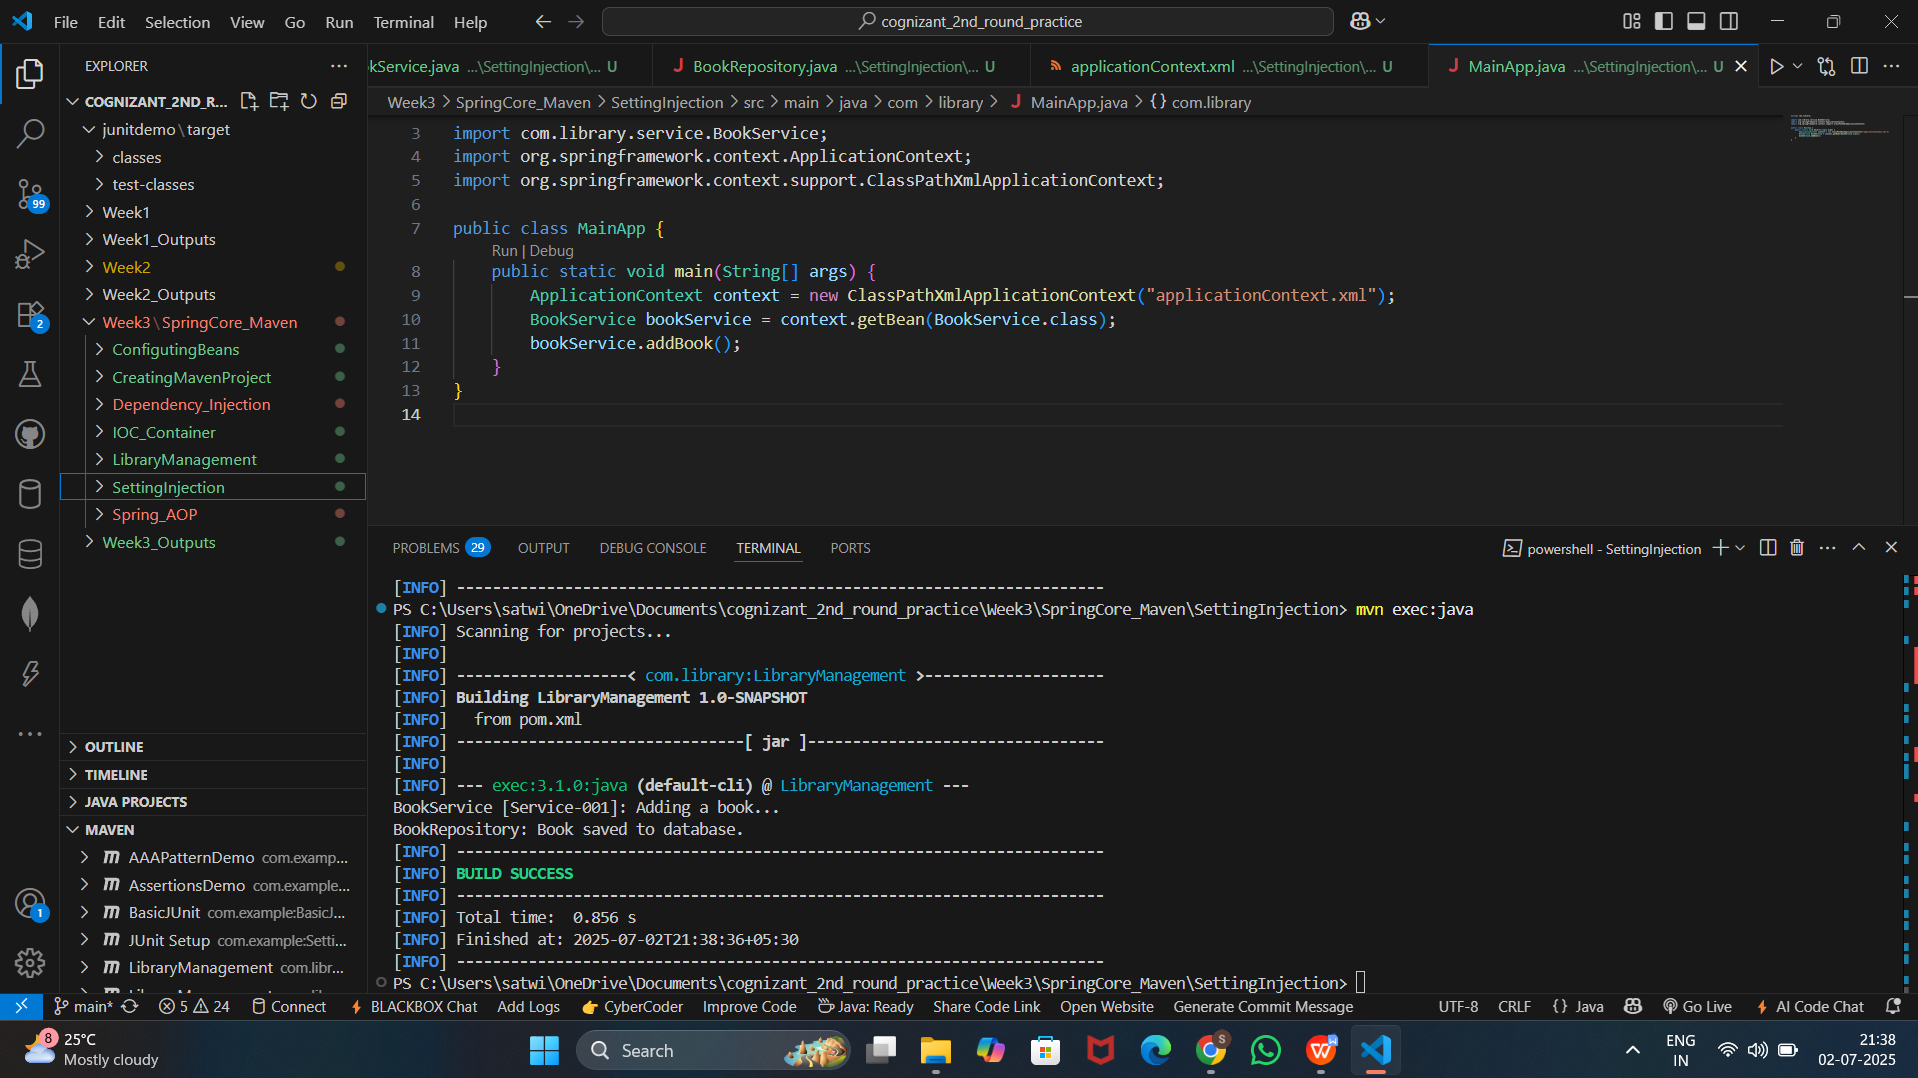 File Edit Selection View Go Run Terminal Help
cognizant_2nd_round_practice
EXPLORER
COGNIZANT_2ND_R...
junitdemo\target
classes
test-classes
Week1
Week1_Outputs
Week2
Week2_Outputs
Week3\SpringCore_Maven
ConfigutingBeans
CreatingMavenProject
Dependency_Injection
IOC_Container
LibraryManagement
SettingInjection
Spring_AOP
Week3_Outputs
OUTLINE
TIMELINE
JAVA PROJECTS
MAVEN
AAAPatternDemo com.examp...
AssertionsDemo com.example...
BasicJUnit com.example:BasicJ...
JUnit Setup com.example:Setti...
LibraryManagement com.libr...
99
2
1
kService.java ...\SettingInjection\... U
BookRepository.java ...\SettingInjection\... U
applicationContext.xml ...\SettingInjection\... U
MainApp.java ...\SettingInjection\... U
Week3 > SpringCore_Maven > SettingInjection > src > main > java > com > library > MainApp.java > {} com.library
3 import com.library.service.BookService;
4 import org.springframework.context.ApplicationContext;
5 import org.springframework.context.support.ClassPathXmlApplicationContext;
6
7 public class MainApp {
Run | Debug
8 public static void main(String[] args) {
9 ApplicationContext context = new ClassPathXmlApplicationContext("applicationContext.xml");
10 BookService bookService = context.getBean(BookService.class);
11 bookService.addBook();
12 }
13 }
14
PROBLEMS 29 OUTPUT DEBUG CONSOLE TERMINAL PORTS
powershell - SettingInjection
[INFO] ------------------------------------------------------------------------
PS C:\Users\satwi\OneDrive\Documents\cognizant_2nd_round_practice\Week3\SpringCore_Maven\SettingInjection> mvn exec:java
[INFO] Scanning for projects...
[INFO]
[INFO] -------------------< com.library:LibraryManagement >--------------------
[INFO] Building LibraryManagement 1.0-SNAPSHOT
[INFO]   from pom.xml
[INFO] --------------------------------[ jar ]---------------------------------
[INFO]
[INFO] --- exec:3.1.0:java (default-cli) @ LibraryManagement ---
BookService [Service-001]: Adding a book...
BookRepository: Book saved to database.
[INFO] ------------------------------------------------------------------------
[INFO] BUILD SUCCESS
[INFO] ------------------------------------------------------------------------
[INFO] Total time:  0.856 s
[INFO] Finished at: 2025-07-02T21:38:36+05:30
[INFO] ------------------------------------------------------------------------
PS C:\Users\satwi\OneDrive\Documents\cognizant_2nd_round_practice\Week3\SpringCore_Maven\SettingInjection>
main* 5 24 Connect BLACKBOX Chat Add Logs CyberCoder Improve Code Java: Ready Share Code Link Open Website Generate Commit Message UTF-8 CRLF {} Java Go Live AI Code Chat
8
25°C
Mostly cloudy
Search
S
ENG
IN
21:38
02-07-2025